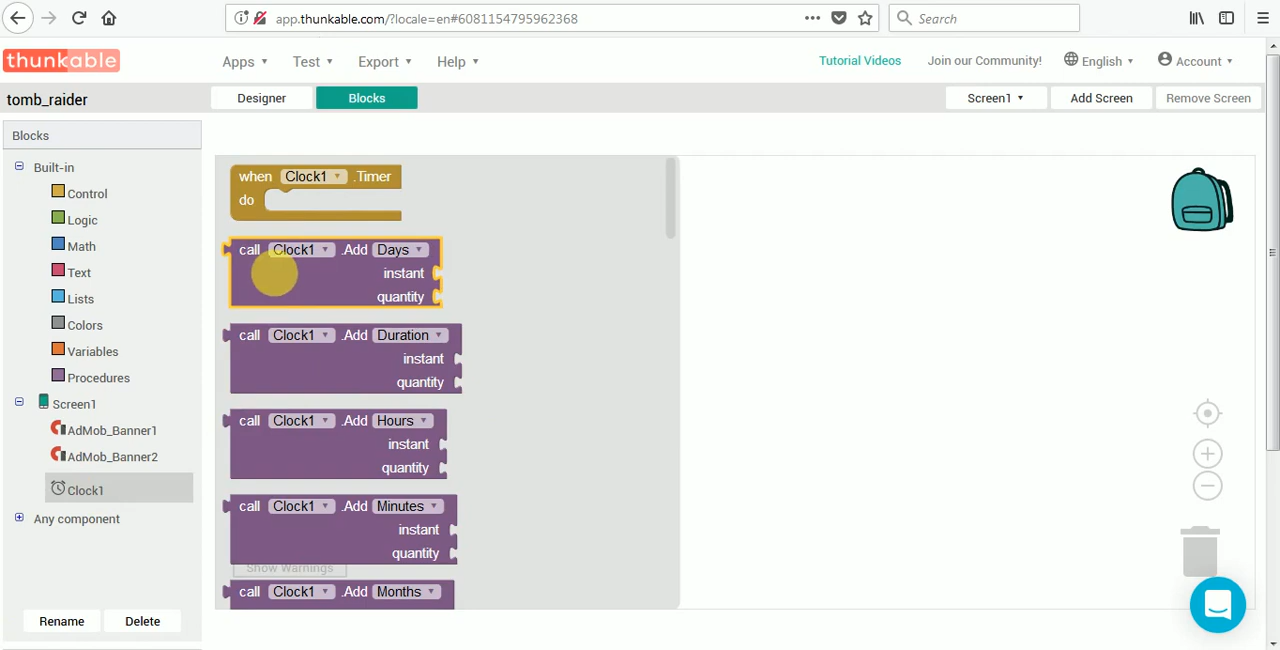 app.thunkable.com/?locale=en#6081154795962368
Search
thunkable
Apps
Test
Export
Help
Tutorial Videos
Join our Community!
English
Account
tomb_raider
Designer
Blocks
Screen1
Add Screen
Remove Screen
Blocks
Built-in
Control
Logic
Math
Text
Lists
Colors
Variables
Procedures
Screen1
AdMob_Banner1
AdMob_Banner2
Clock1
Any component
Rename
Delete
when Clock1 .Timer
do
call Clock1 .Add Days
instant
quantity
call Clock1 .Add Duration
instant
quantity
call Clock1 .Add Hours
instant
quantity
call Clock1 .Add Minutes
instant
quantity
Show Warnings
call Clock1 .Add Months